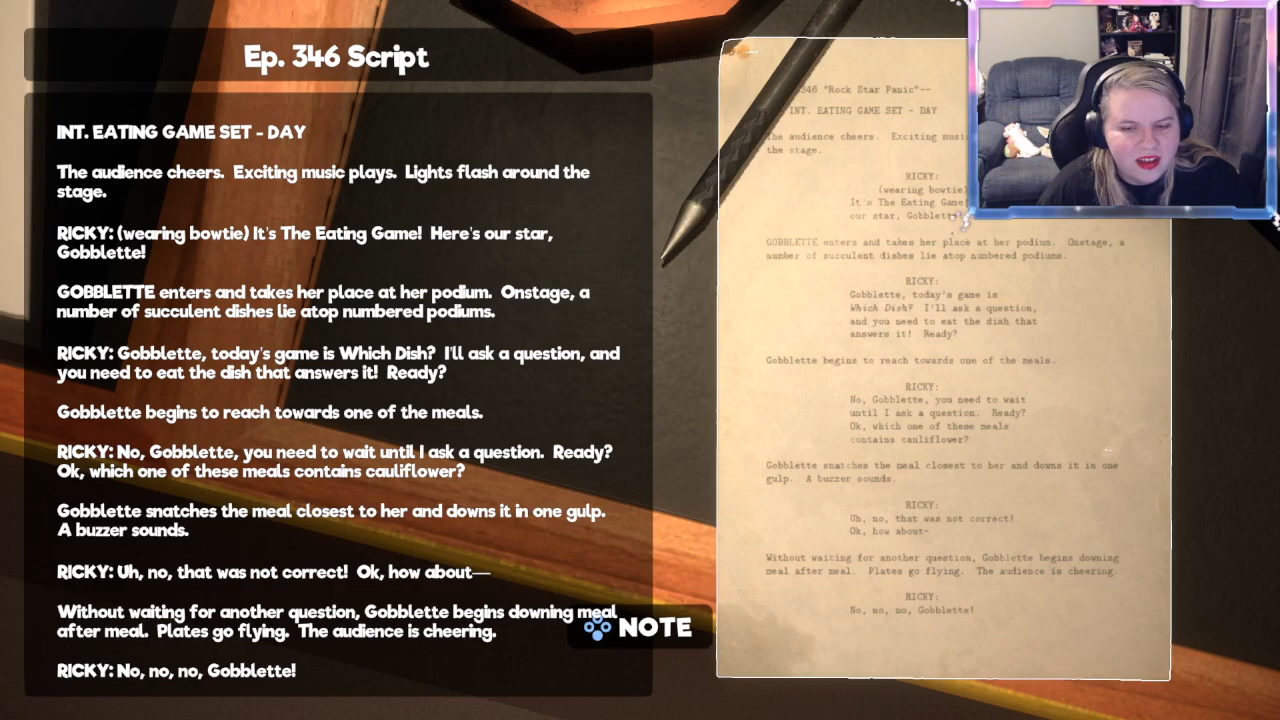 Ep. 346 Script
INT. EATING GAME SET - DAY
The audience cheers.  Exciting music plays.  Lights flash around the
stage.
RICKY: (wearing bowtie) It's The Eating Game!  Here's our star,
Gobblette!
GOBBLETTE enters and takes her place at her podium.  Onstage, a
number of succulent dishes lie atop numbered podiums.
RICKY: Gobblette, today's game is Which Dish?  I'll ask a question, and
you need to eat the dish that answers it!  Ready?
Gobblette begins to reach towards one of the meals.
RICKY: No, Gobblette, you need to wait until I ask a question.  Ready?
Ok, which one of these meals contains cauliflower?
Gobblette snatches the meal closest to her and downs it in one gulp.
A buzzer sounds.
RICKY: Uh, no, that was not correct!  Ok, how about—
Without waiting for another question, Gobblette begins downing meal
after meal.  Plates go flying.  The audience is cheering.
RICKY: No, no, no, Gobblette!
NOTE
346 "Rock Star Panic"--
INT. EATING GAME SET - DAY
he audience cheers.  Exciting musi
the stage.
RICKY:
(wearing bowtie)
It's The Eating Game
our star, Gobblette
GOBBLETTE enters and takes her place at her podium.  Onstage, a
number of succulent dishes lie atop numbered podiums.
RICKY:
Gobblette, today's game is
Which Dish?  I'll ask a question,
and you need to eat the dish that
answers it!  Ready?
Gobblette begins to reach towards one of the meals.
RICKY:
No, Gobblette, you need to wait
until I ask a question.  Ready?
Ok, which one of these meals
contains cauliflower?
Gobblette snatches the meal closest to her and downs it in one
gulp.  A buzzer sounds.
RICKY:
Uh, no, that was not correct!
Ok, how about-
Without waiting for another question, Gobblette begins downing
meal after meal.  Plates go flying.  The audience is cheering.
RICKY:
No, no, no, Gobblette!